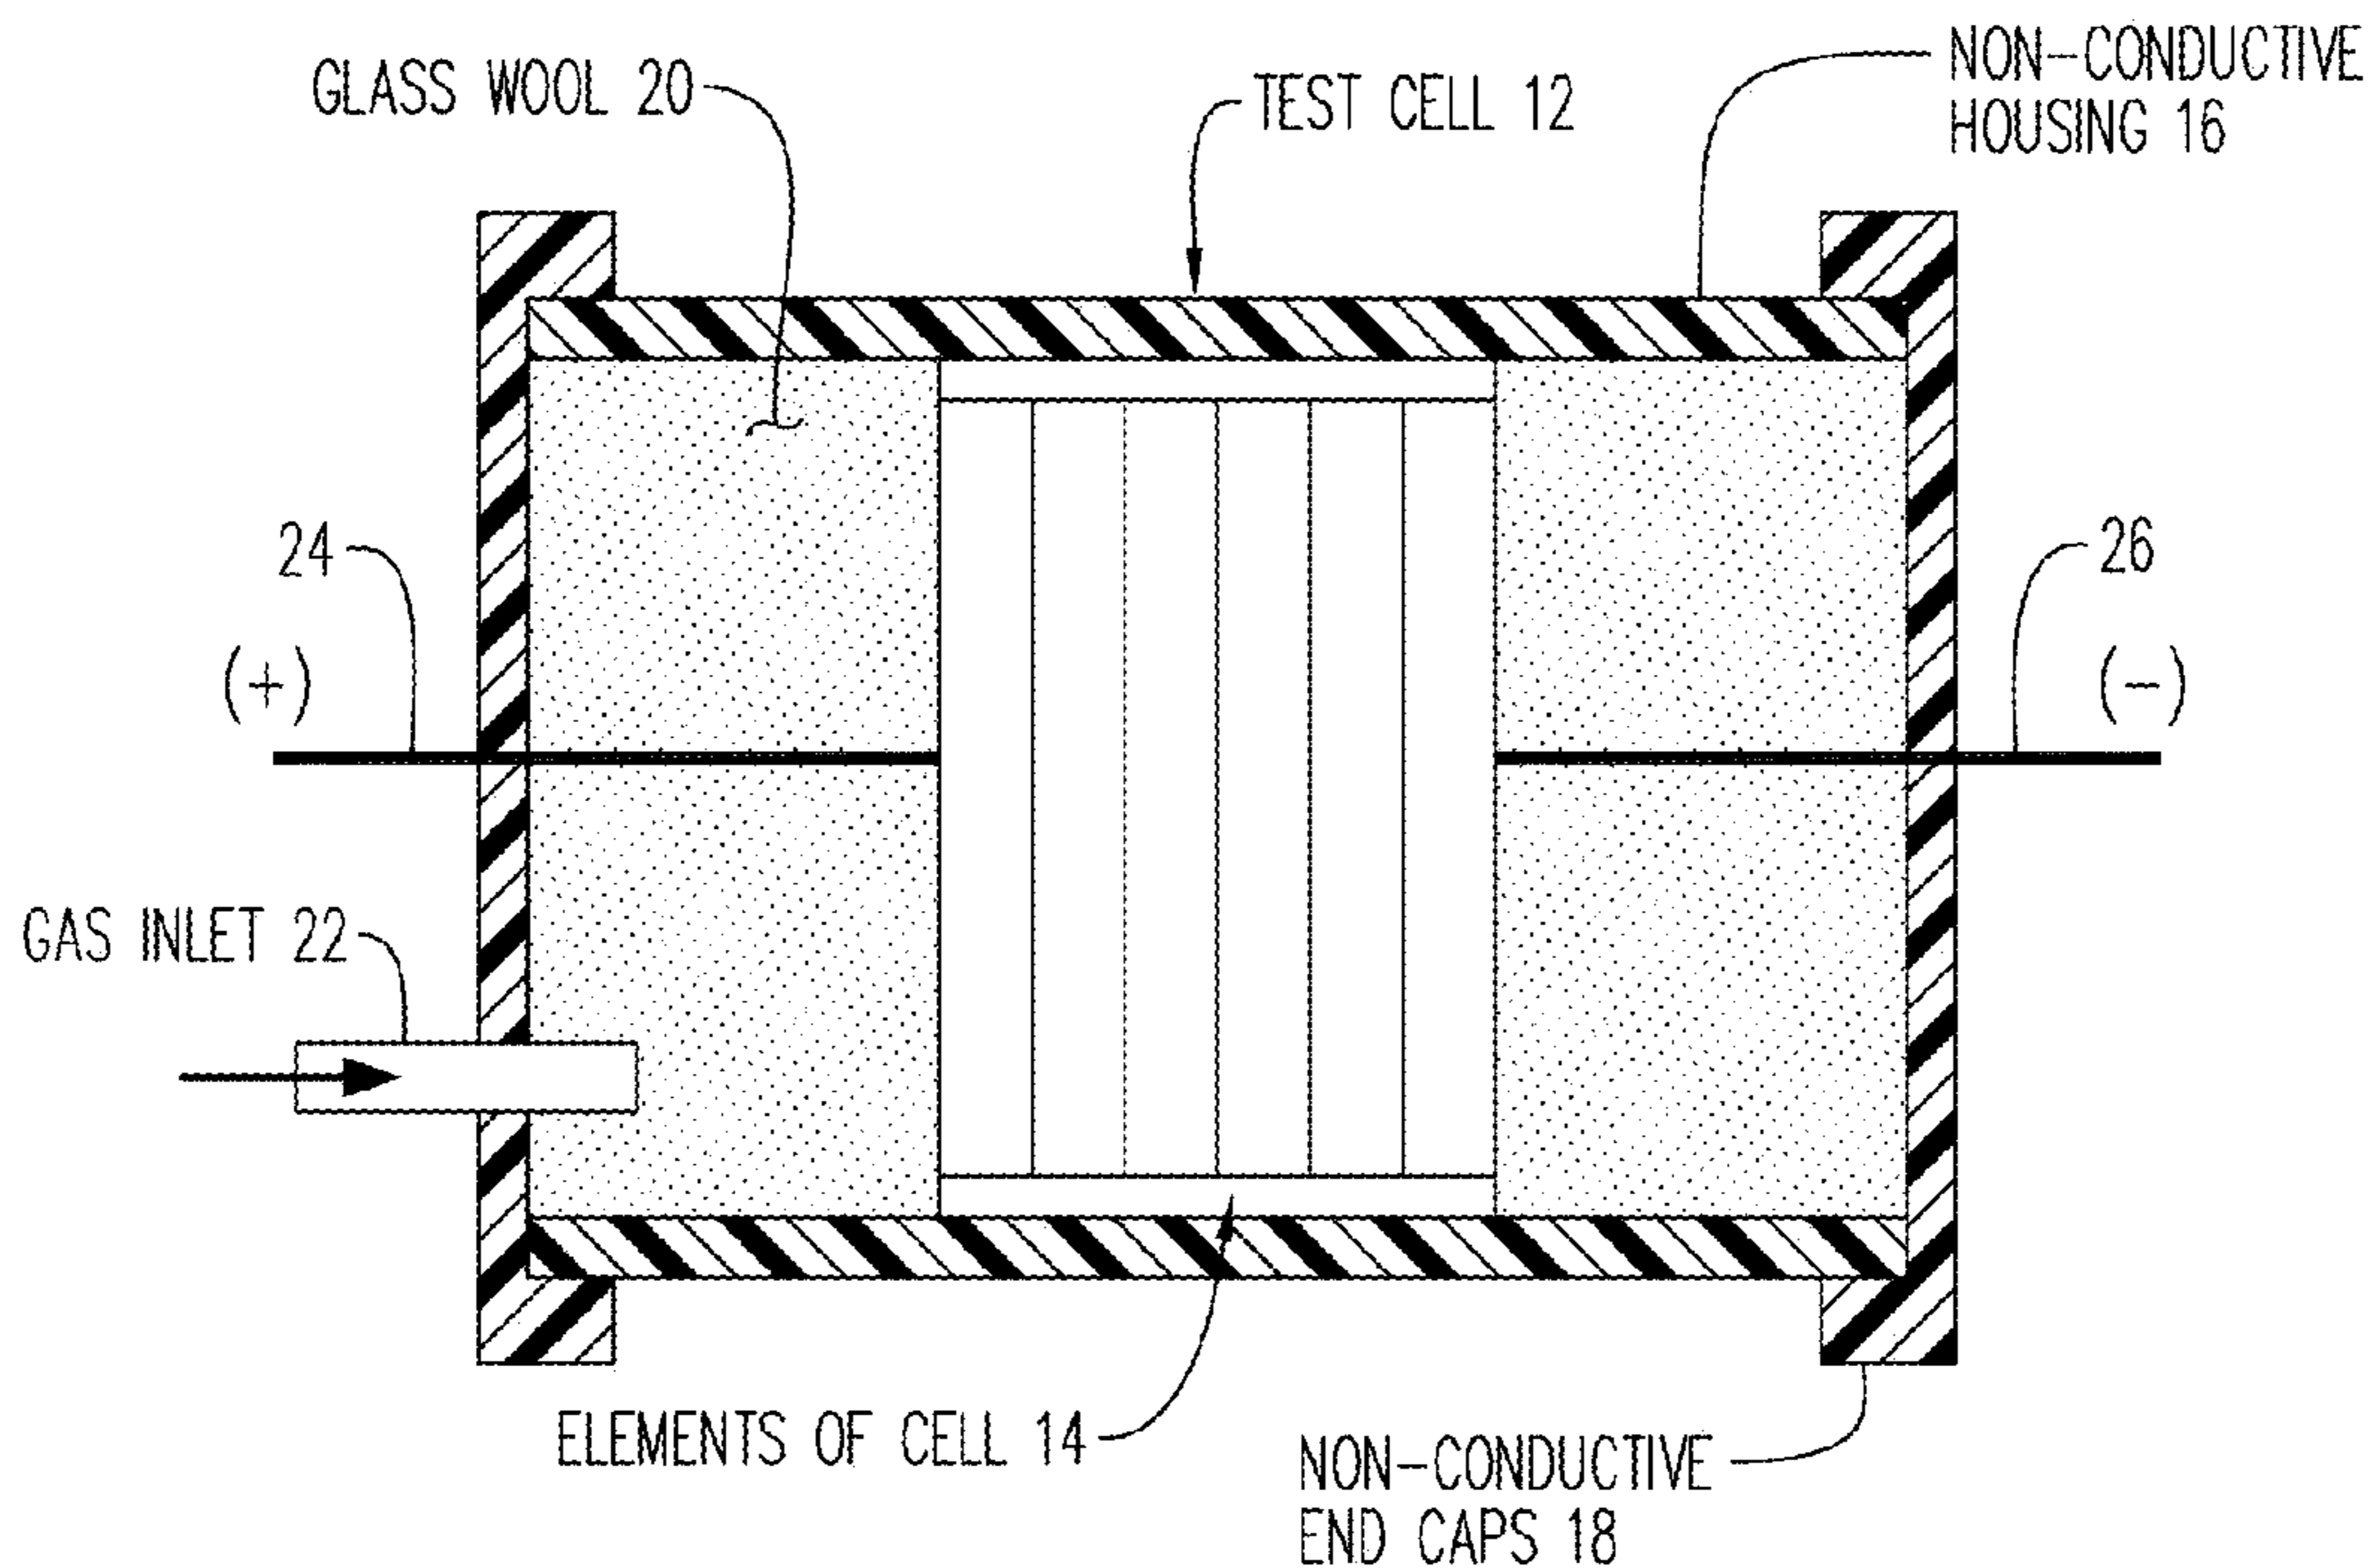 GLASS WOOL 20
TEST CELL 12
NON-CONDUCTIVE
HOUSING 16
24
26
(+)
(-)
GAS INLET 22
ELEMENTS OF CELL 14
NON-CONDUCTIVE
END CAPS 18